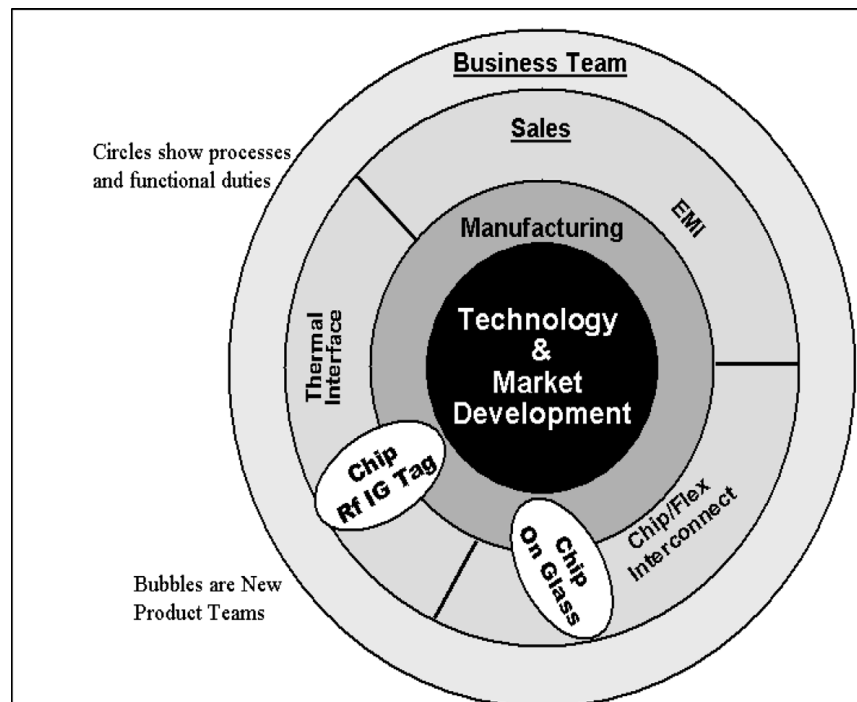 Business Team
Sales
Circles show processes
and functional duties
EMI
Manufacturing
Technology
&
Market
Development
Thermal
Interface
Chip
Rf IG Tag
Chip/Flex
Interconnect
Chip
On Glass
Bubbles are New
Product Teams